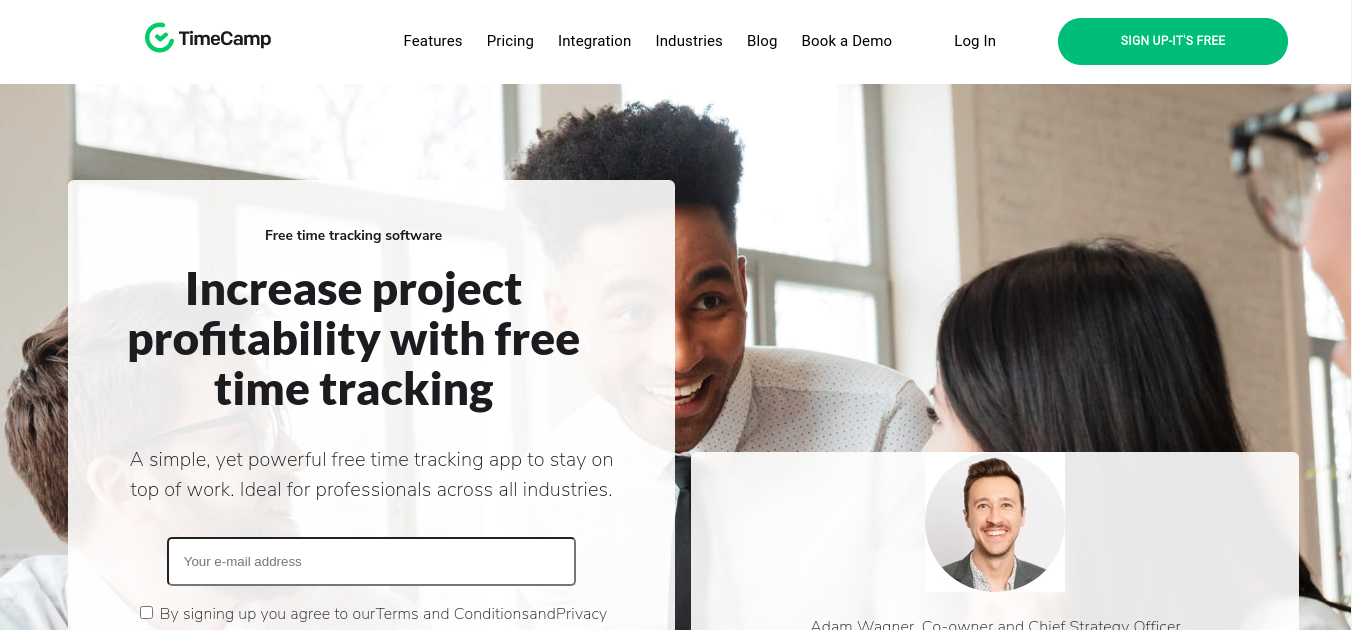 TimeCamp
Features Pricing Integration Industries Blog Book a Demo Log In SIGN UP-IT'S FREE
Free time tracking software
Increase project
profitability with free
time tracking
A simple, yet powerful free time tracking app to stay on
top of work. Ideal for professionals across all industries.
Your e-mail address
By signing up you agree to ourTerms and ConditionsandPrivacy
Adam Wagner, Co-owner and Chief Strategy Officer